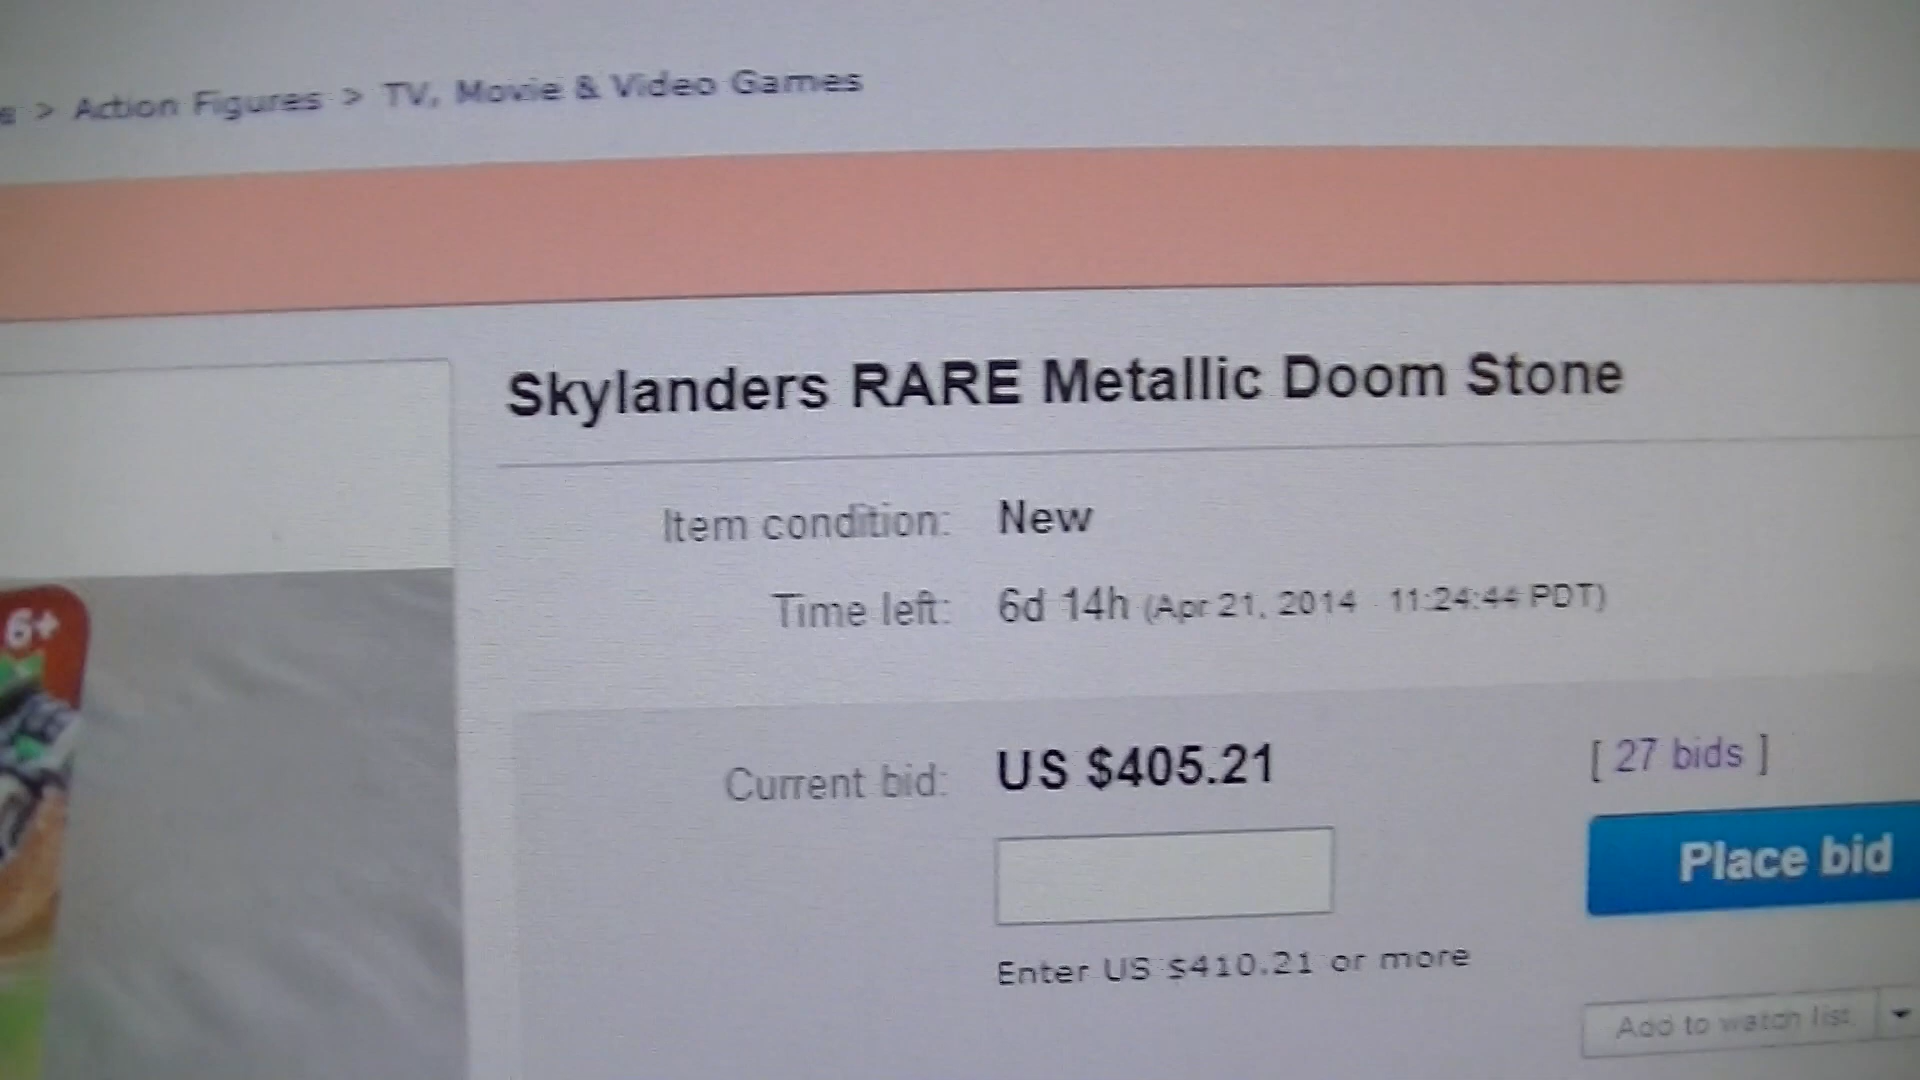 > Action Figures > TV, Movie & Video Games
Skylanders RARE Metallic Doom Stone
Item condition: New
Time left: 6d 14h (Apr 21, 2014 11:24:44 PDT)
6+
Current bid: US $405.21 [ 27 bids ]
Place bid
Enter US $410.21 or more
Add to watch list